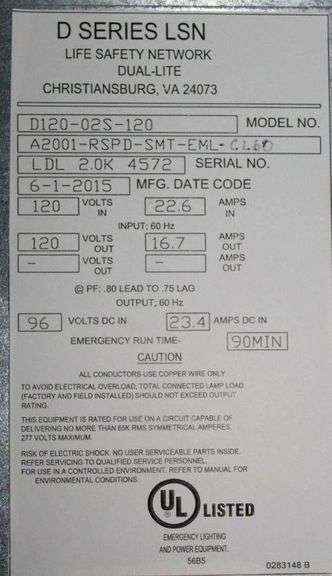 D SERIES LSN
LIFE SAFETY NETWORK
DUAL-LITE
CHRISTIANSBURG, VA 24073
D120-02S-120 MODEL NO.
A2001-RSPD-SMT-EML-
LDL 2.0K 4572 SERIAL NO.
6-1-2015 MFG. DATE CODE
120 VOLTS IN 22.6 AMPS IN
INPUT; 60 Hz
120 VOLTS OUT 16.7 AMPS OUT
- VOLTS OUT - AMPS OUT
@ PF; .80 LEAD TO .75 LAG
OUTPUT; 60 Hz
96 VOLTS DC IN 23.4 AMPS DC IN
EMERGENCY RUN TIME- 90MIN
CAUTION
ALL CONDUCTORS-USE COPPER WIRE ONLY
TO AVOID ELECTRICAL OVERLOAD, TOTAL CONNECTED LAMP LOAD
(FACTORY AND FIELD INSTALLED) SHOULD NOT EXCEED OUTPUT
RATING.
THIS EQUIPMENT IS RATED FOR USE ON A CIRCUIT CAPABLE OF
DELIVERING NO MORE THAN 65K RMS SYMMETRICAL AMPERES,
277 VOLTS MAXIMUM.
RISK OF ELECTRIC SHOCK. NO USER SERVICEABLE PARTS INSIDE.
REFER SERVICING TO QUALIFIED SERVICE PERSONNEL.
FOR USE IN A CONTROLLED ENVIRONMENT. REFER TO MANUAL FOR
ENVIRONMENTAL CONDITIONS.
UL LISTED
EMERGENCY LIGHTING
AND POWER EQUIPMENT.
56B5
0283148 B